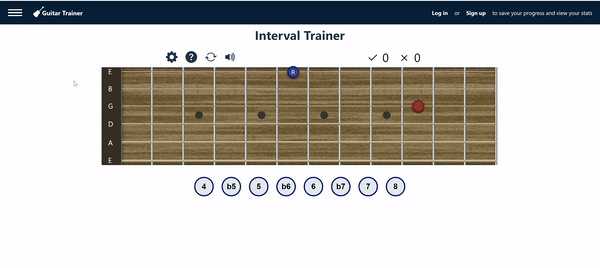 Guitar Trainer
Log in or Sign up to save your progress and view your stats
Interval Trainer
? 0 0
E R
B
G
D
A
E
4 b5 5 b6 6 b7 7 8